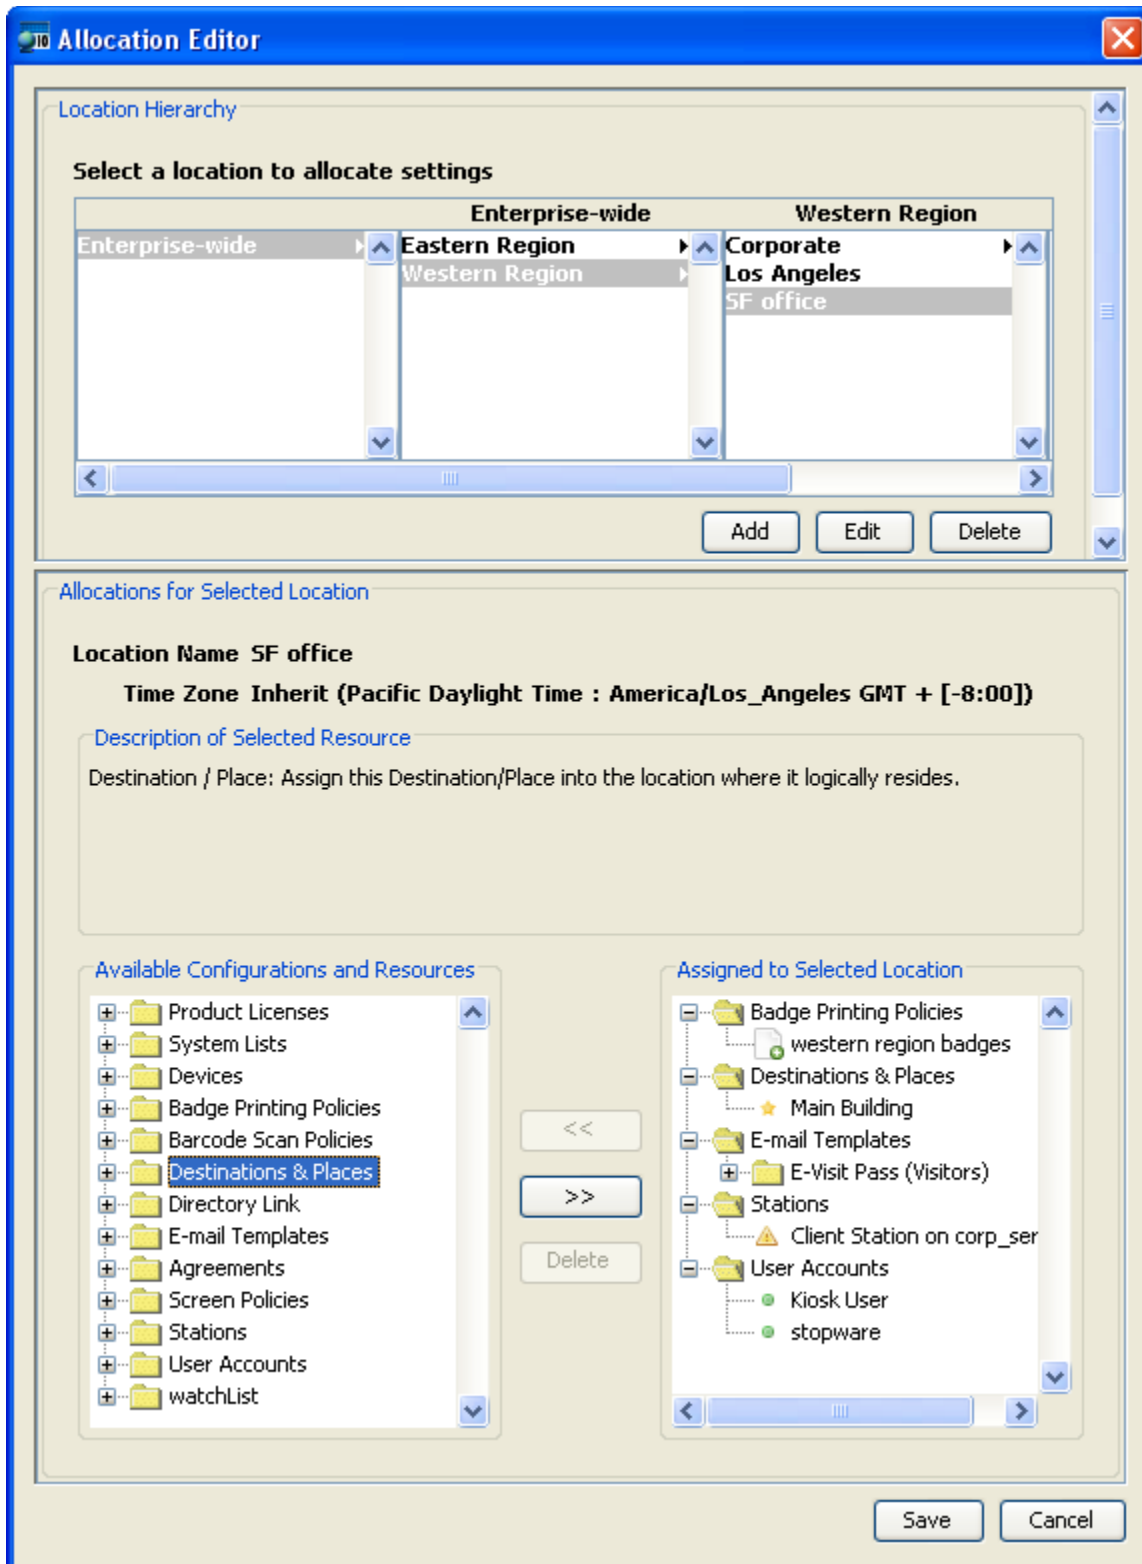 Allocation Editor
Location Hierarchy
Select a location to allocate settings
Enterprise-wide Western Region
Enterprise-wide Eastern Region Corporate
Western Region Los Angeles
SF office
Add Edit Delete
Allocations for Selected Location
Location Name SF office
Time Zone Inherit (Pacific Daylight Time : America/Los_Angeles GMT + [-8:00])
Description of Selected Resource
Destination / Place: Assign this Destination/Place into the location where it logically resides.
Available Configurations and Resources
Product Licenses
System Lists
Devices
Badge Printing Policies
Barcode Scan Policies
Destinations & Places
Directory Link
E-mail Templates
Agreements
Screen Policies
Stations
User Accounts
watchList
<<
>>
Delete
Assigned to Selected Location
Badge Printing Policies
western region badges
Destinations & Places
Main Building
E-mail Templates
E-Visit Pass (Visitors)
Stations
Client Station on corp_ser
User Accounts
Kiosk User
stopware
Save Cancel